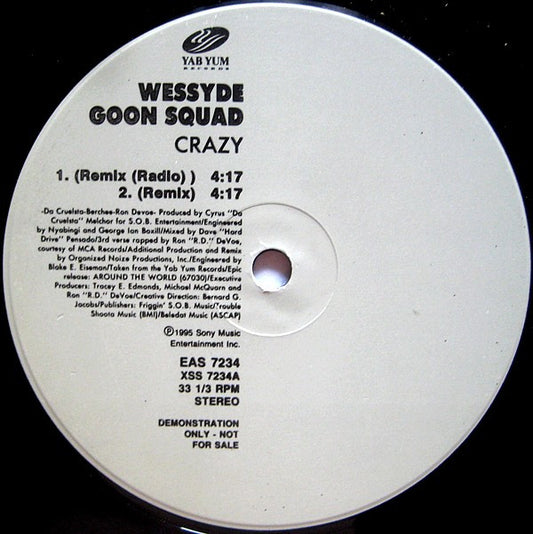 YAB YUM
RECORDS
WESSYDE
GOON SQUAD
CRAZY
1. (Remix (Radio) ) 4:17
2. (Remix) 4:17
-Da Cruelsta-Berches-Ron Devoe- Produced by Cyrus "Da
Cruelsta" Melchor for S.O.B. Entertainment/Engineered
by Nyabingi and George Ian Boxill/Mixed by Dave "Hard
Drive" Pensado/3rd verse rapped by Ron "R.D." DeVoe,
courtesy of MCA Records/Additional Production and Remix
by Organized Noize Productions, Inc./Engineered by
Blake E. Eiseman/Taken from the Yab Yum Records/Epic
release: AROUND THE WORLD (67030)/Executive
Producers: Tracey E. Edmonds, Michael McQuarn and
Ron "R.D." DeVoe/Creative Direction: Bernard G.
Jacobs/Publishers: Friggin' S.O.B. Music/Trouble
Shoota Music (BMI)/Beledat Music (ASCAP)
Ⓟ1995 Sony Music
Entertainment Inc.
EAS 7234
XSS 7234A
33 1/3 RPM
STEREO
DEMONSTRATION
ONLY - NOT
FOR SALE